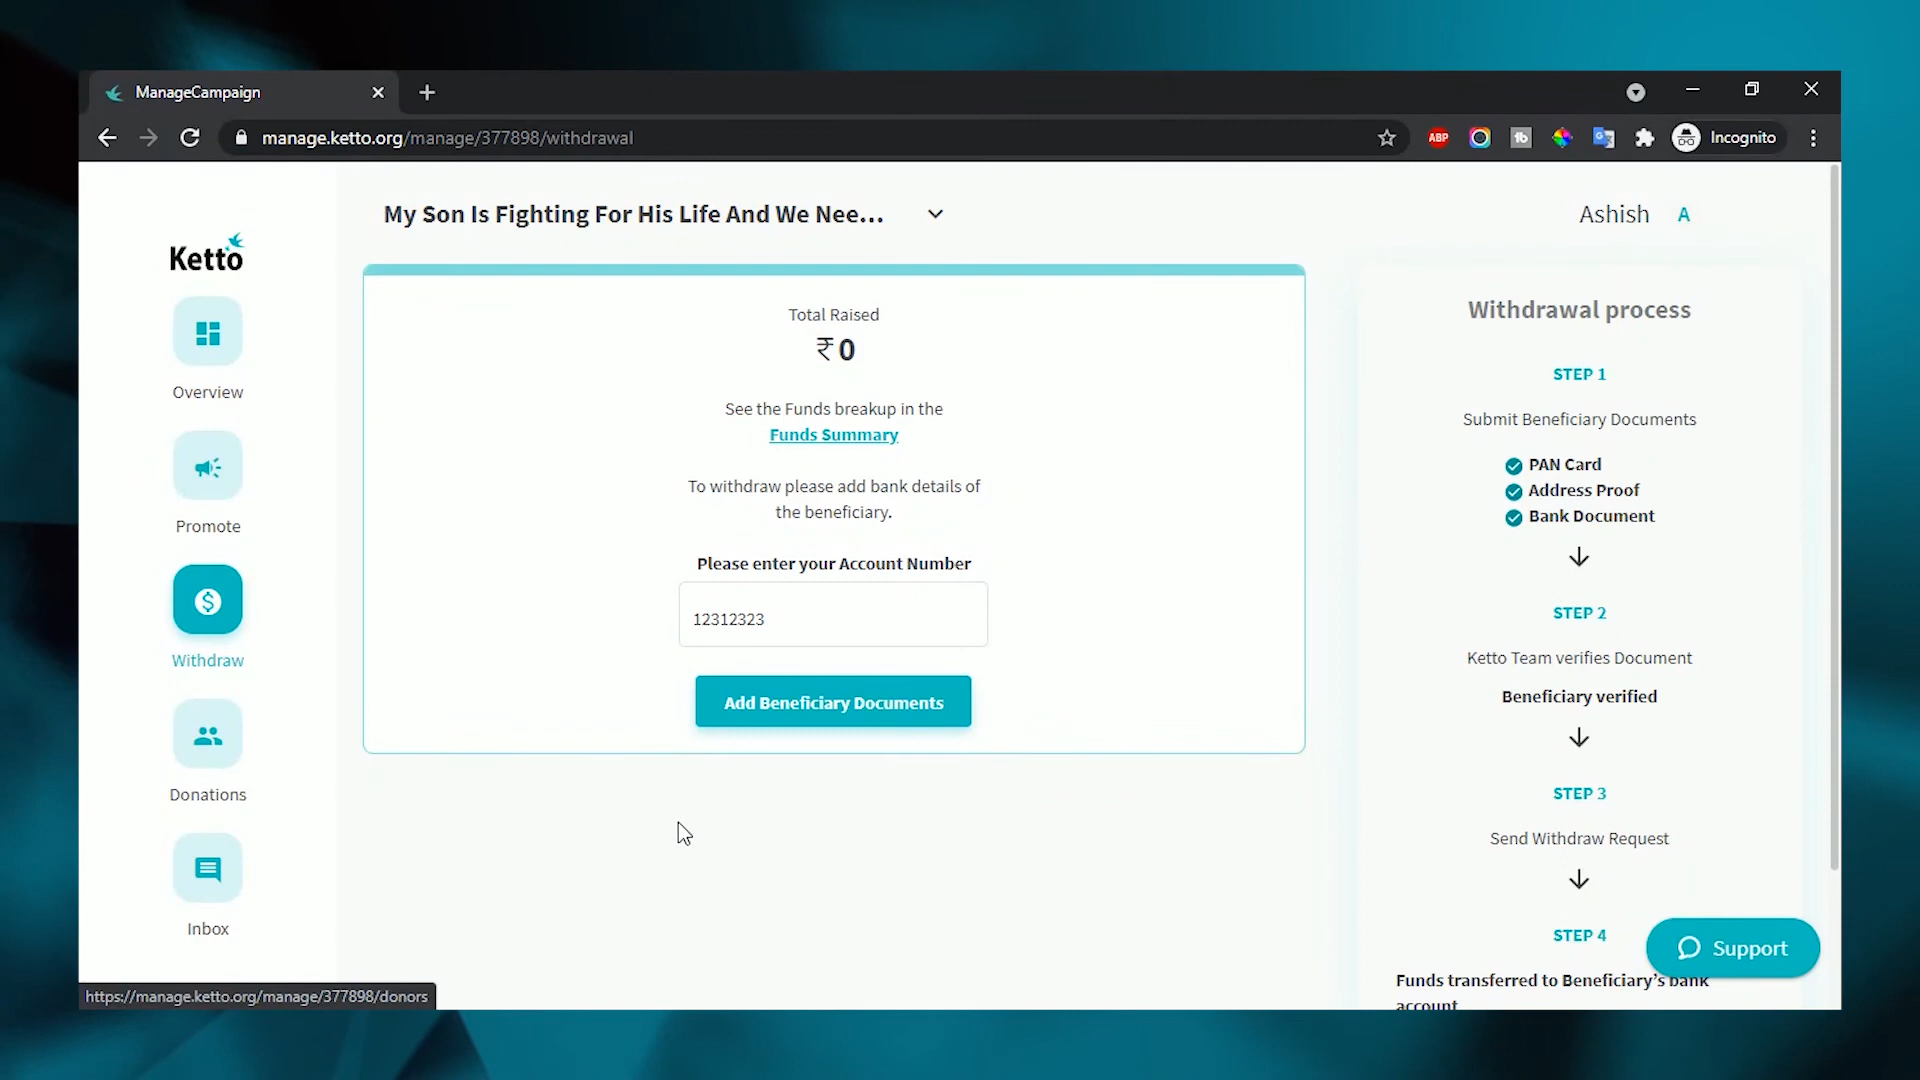 ManageCampaign
manage.ketto.org/manage/377898/withdrawal
ABP
tb
G
Incognito
My Son Is Fighting For His Life And We Nee...
Ashish A
Ketto
Overview
Promote
Withdraw
Donations
Inbox
Total Raised
₹ 0
See the Funds breakup in the
Funds Summary
To withdraw please add bank details of
the beneficiary.
Please enter your Account Number
12312323
Add Beneficiary Documents
Withdrawal process
STEP 1
Submit Beneficiary Documents
PAN Card
Address Proof
Bank Document
STEP 2
Ketto Team verifies Document
Beneficiary verified
STEP 3
Send Withdraw Request
STEP 4
Funds transferred to Beneficiary's bank
account
Support
https://manage.ketto.org/manage/377898/donors